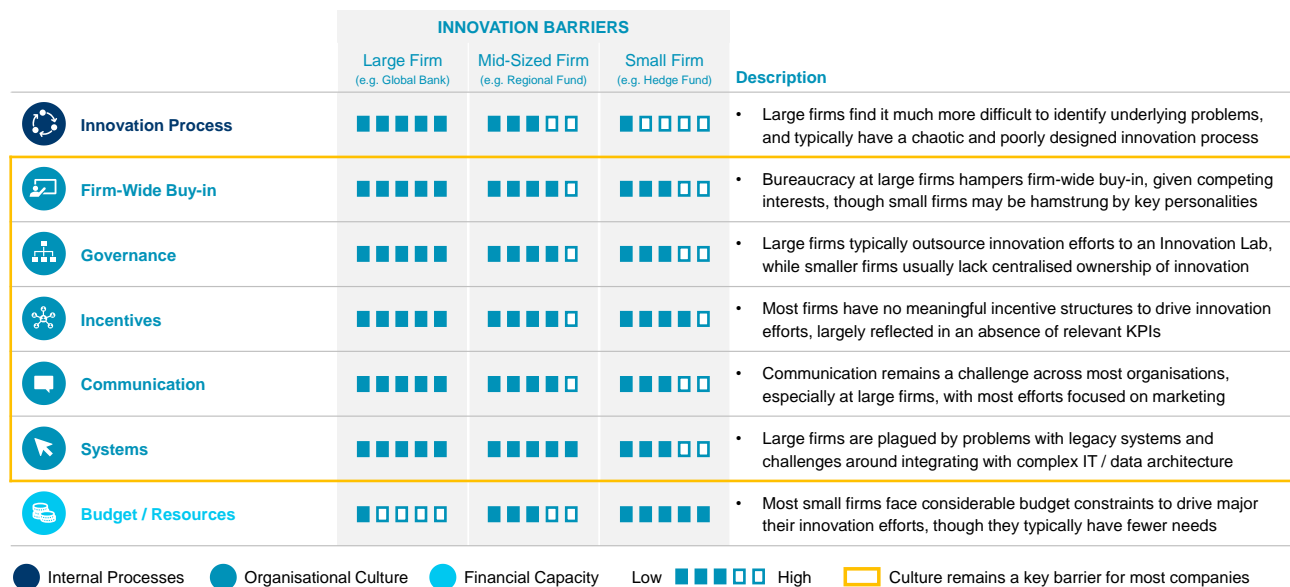 INNOVATION BARRIERS
Large Firm
(e.g. Global Bank)
Mid-Sized Firm
(e.g. Regional Fund)
Small Firm
(e.g. Hedge Fund)
Description
Innovation Process
• Large firms find it much more difficult to identify underlying problems,
and typically have a chaotic and poorly designed innovation process
Firm-Wide Buy-in
• Bureaucracy at large firms hampers firm-wide buy-in, given competing
interests, though small firms may be hamstrung by key personalities
Governance
• Large firms typically outsource innovation efforts to an Innovation Lab,
while smaller firms usually lack centralised ownership of innovation
Incentives
• Most firms have no meaningful incentive structures to drive innovation
efforts, largely reflected in an absence of relevant KPIs
Communication
• Communication remains a challenge across most organisations,
especially at large firms, with most efforts focused on marketing
Systems
• Large firms are plagued by problems with legacy systems and
challenges around integrating with complex IT / data architecture
Budget / Resources
• Most small firms face considerable budget constraints to drive major
their innovation efforts, though they typically have fewer needs
Internal Processes
Organisational Culture
Financial Capacity
Low
High
Culture remains a key barrier for most companies